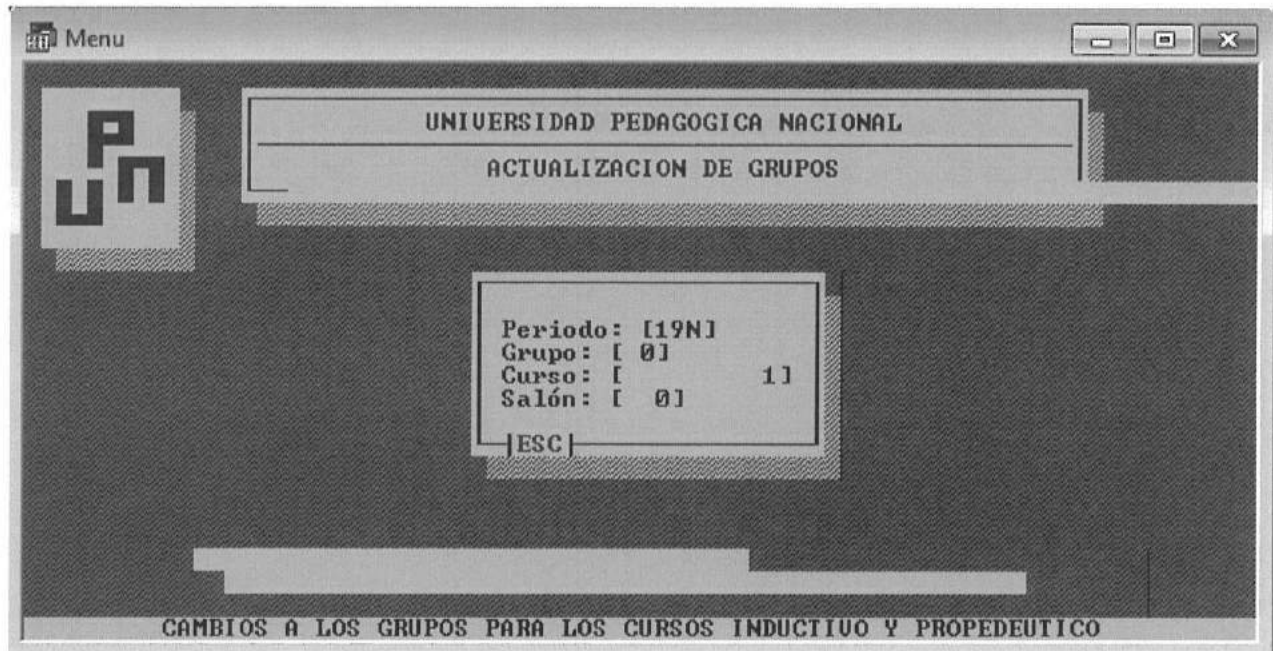 Menu
UPN
UNIVERSIDAD PEDAGOGICA NACIONAL
ACTUALIZACION DE GRUPOS
Periodo: [19N]
Grupo: [ 0]
Curso: [ 1]
Salón: [ 0]
ESC
CAMBIOS A LOS GRUPOS PARA LOS CURSOS INDUCTIVO Y PROPEDEUTICO